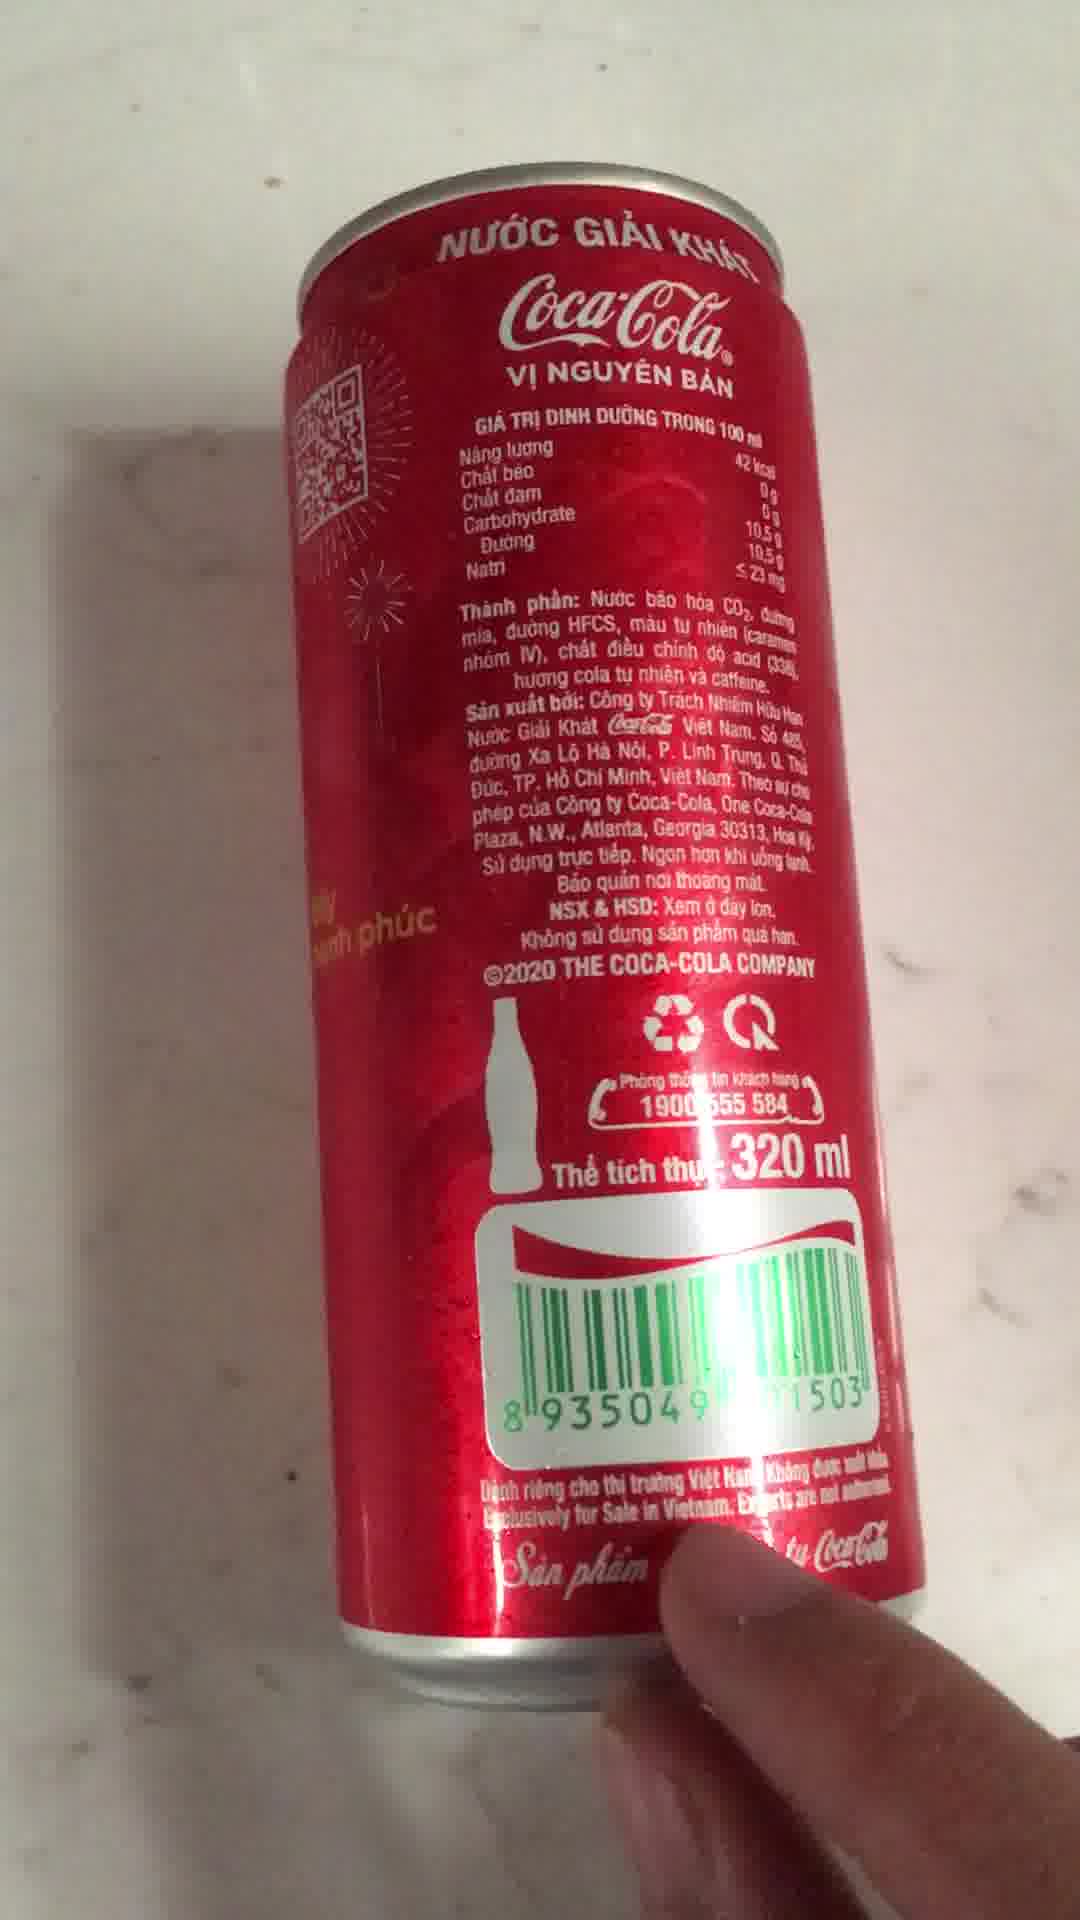 NƯỚC GIẢI KHÁT
Coca-Cola®
VỊ NGUYÊN BẢN
GIÁ TRỊ DINH DƯỠNG TRONG 100 ml
Năng lượng 42 kcal
Chất béo 0 g
Chất đạm 0 g
Carbohydrate 10,5 g
Đường 10,5 g
Natri ≤ 23 mg
Thành phần: Nước bão hòa CO₂, đường
mía, đường HFCS, màu tự nhiên (caramen
nhóm IV), chất điều chỉnh độ acid (338),
hương cola tự nhiên và caffeine.
Sản xuất bởi: Công ty Trách Nhiệm Hữu Hạn
Nước Giải Khát Coca-Cola Việt Nam. Số 485,
đường Xa Lộ Hà Nội, P. Linh Trung, Q. Thủ
Đức, TP. Hồ Chí Minh, Việt Nam. Theo sự cho
phép của Công ty Coca-Cola, One Coca-Cola
Plaza, N.W., Atlanta, Georgia 30313, Hoa Kỳ.
Sử dụng trực tiếp. Ngon hơn khi uống lạnh.
Bảo quản nơi thoáng mát.
NSX & HSD: Xem ở đáy lon.
Không sử dụng sản phẩm quá hạn.
©2020 THE COCA-COLA COMPANY
phúc
Phòng thông tin khách hàng
1900 555 584
Thể tích thực 320 ml
8 935049 1503
Dành riêng cho thị trường Việt Nam. Không được xuất khẩu
Exclusively for Sale in Vietnam. Exports are not authorized.
Sản phẩm ty Coca-Cola